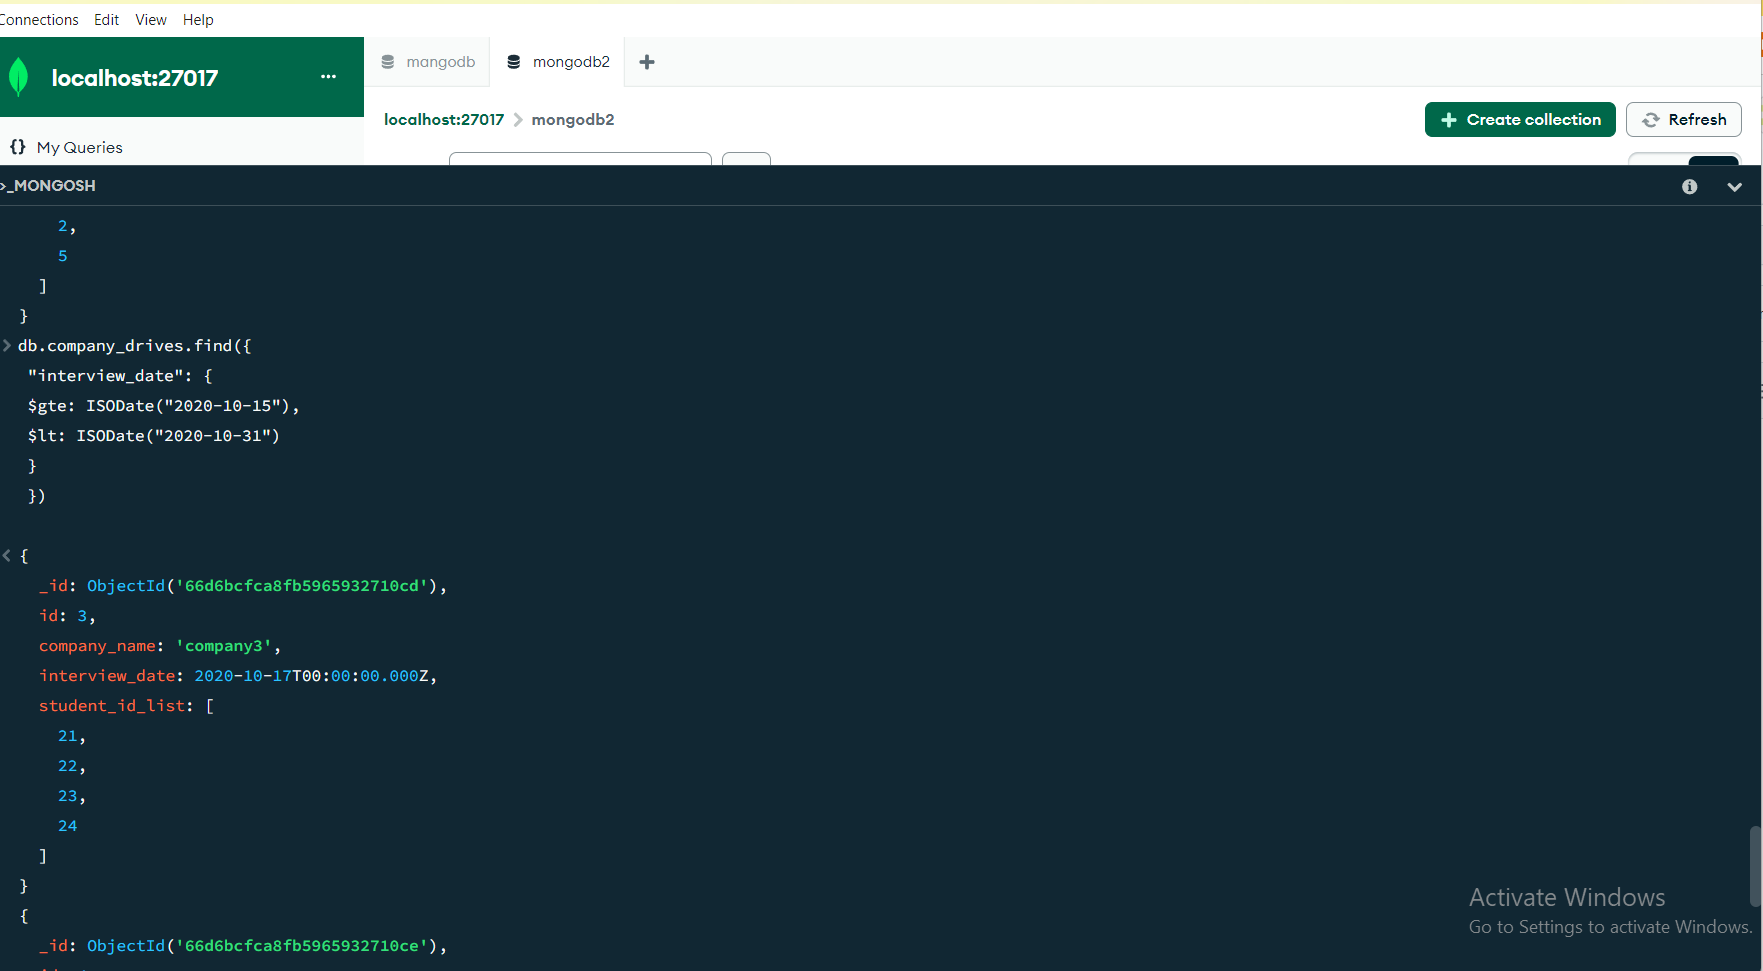 Connections Edit View Help
localhost:27017 ...
mangodb mongodb2 +
localhost:27017 > mongodb2
+ Create collection Refresh
{} My Queries
>_MONGOSH
2,
5
]
}
> db.company_drives.find({
"interview_date": {
$gte: ISODate("2020-10-15"),
$lt: ISODate("2020-10-31")
}
})
< {
_id: ObjectId('66d6bcfca8fb5965932710cd'),
id: 3,
company_name: 'company3',
interview_date: 2020-10-17T00:00:00.000Z,
student_id_list: [
21,
22,
23,
24
]
}
{
_id: ObjectId('66d6bcfca8fb5965932710ce'),
Activate Windows
Go to Settings to activate Windows.